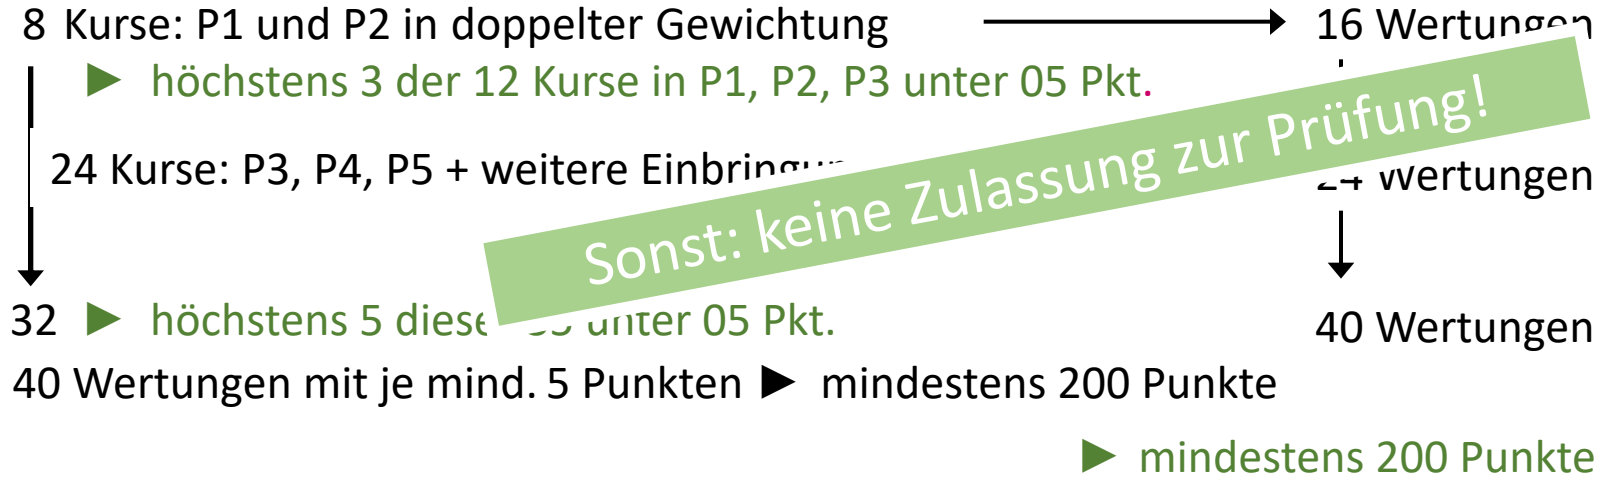 8 Kurse: P1 und P2 in doppelter Gewichtung 16 Wertungen
► höchstens 3 der 12 Kurse in P1, P2, P3 unter 05 Pkt.
24 Kurse: P3, P4, P5 + weitere 24 Wertungen
Sonst: keine Zulassung zur Prüfung!
32 ► höchstens 5 unter 05 Pkt. 40 Wertungen
40 Wertungen mit je mind. 5 Punkten ► mindestens 200 Punkte
► mindestens 200 Punkte